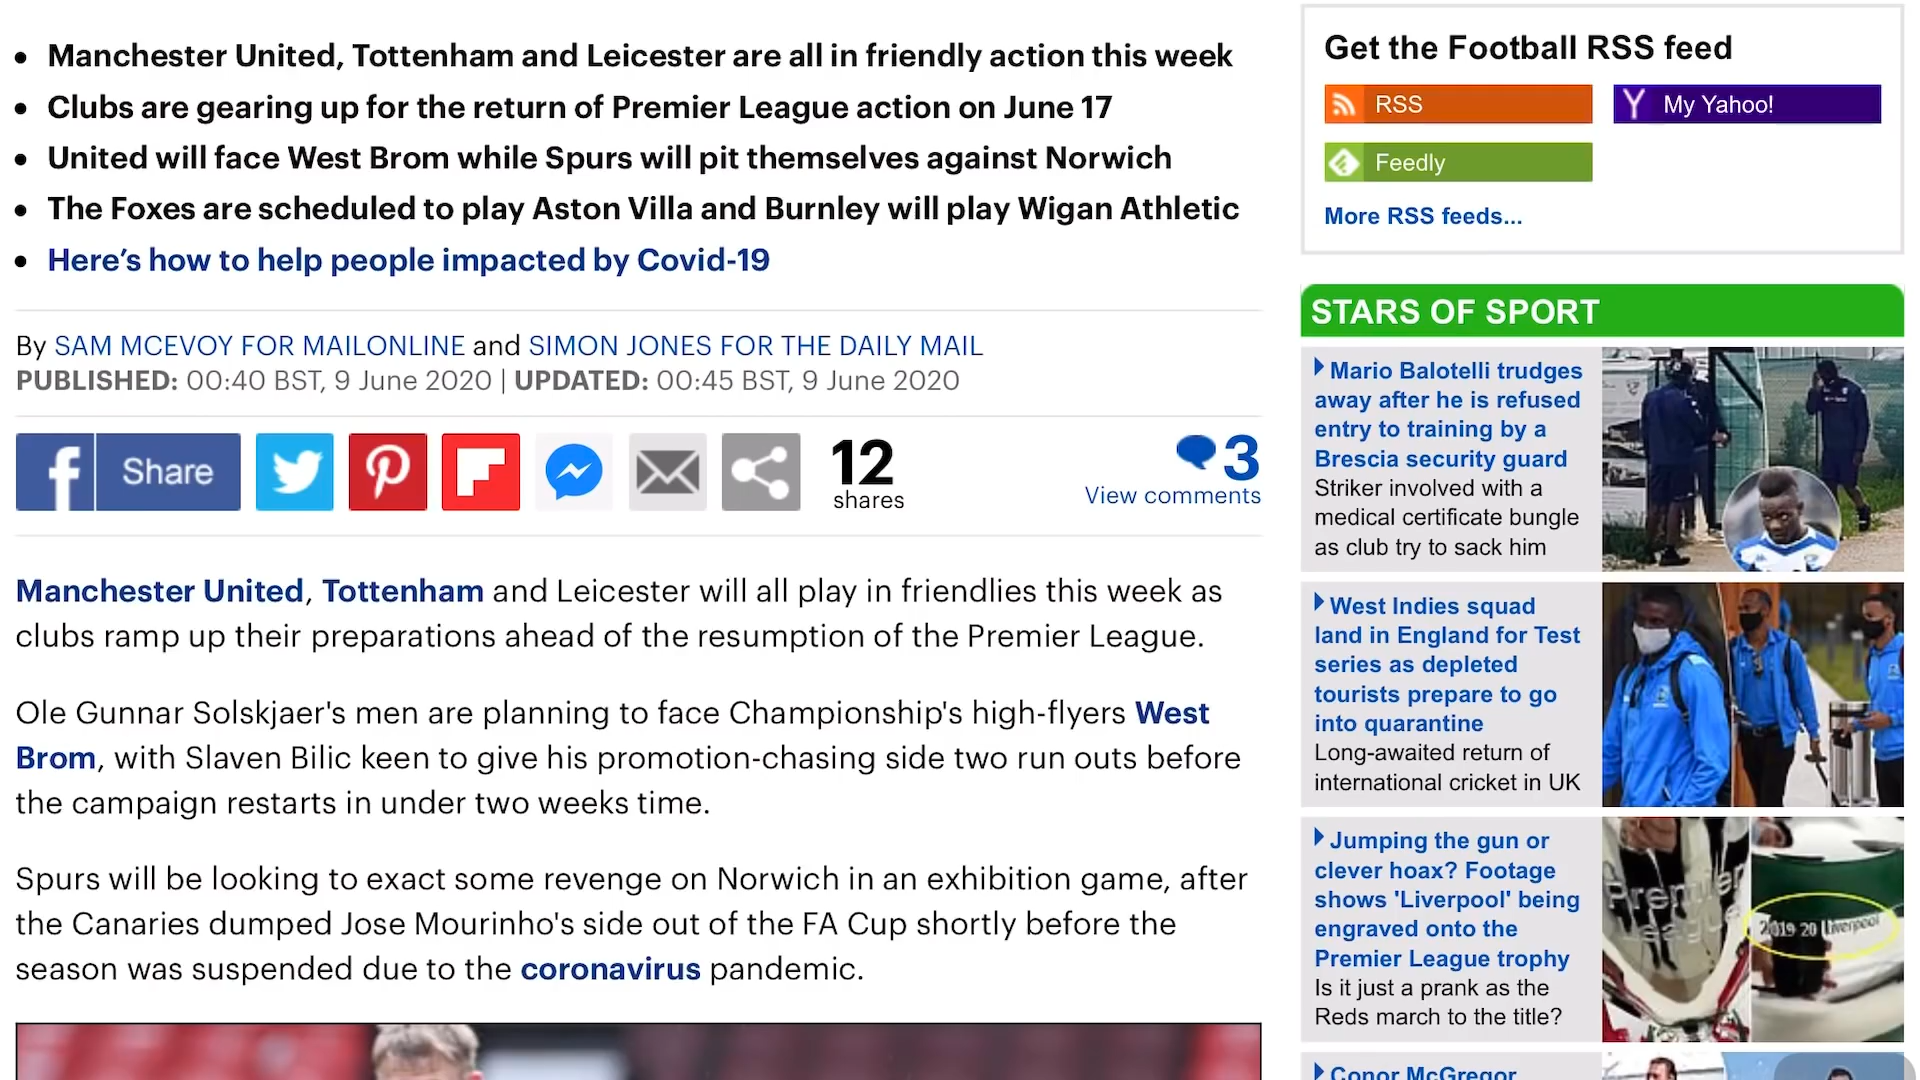 Manchester United, Tottenham and Leicester are all in friendly action this week
Clubs are gearing up for the return of Premier League action on June 17
United will face West Brom while Spurs will pit themselves against Norwich
The Foxes are scheduled to play Aston Villa and Burnley will play Wigan Athletic
Here's how to help people impacted by Covid-19
By SAM MCEVOY FOR MAILONLINE and SIMON JONES FOR THE DAILY MAIL
PUBLISHED: 00:40 BST, 9 June 2020 | UPDATED: 00:45 BST, 9 June 2020
Share
12
shares
3
View comments
Manchester United, Tottenham and Leicester will all play in friendlies this week as
clubs ramp up their preparations ahead of the resumption of the Premier League.
Ole Gunnar Solskjaer's men are planning to face Championship's high-flyers West
Brom, with Slaven Bilic keen to give his promotion-chasing side two run outs before
the campaign restarts in under two weeks time.
Spurs will be looking to exact some revenge on Norwich in an exhibition game, after
the Canaries dumped Jose Mourinho's side out of the FA Cup shortly before the
season was suspended due to the coronavirus pandemic.
Get the Football RSS feed
RSS
My Yahoo!
Feedly
More RSS feeds...
STARS OF SPORT
Mario Balotelli trudges
away after he is refused
entry to training by a
Brescia security guard
Striker involved with a
medical certificate bungle
as club try to sack him
West Indies squad
land in England for Test
series as depleted
tourists prepare to go
into quarantine
Long-awaited return of
international cricket in UK
Jumping the gun or
clever hoax? Footage
shows 'Liverpool' being
engraved onto the
Premier League trophy
Is it just a prank as the
Reds march to the title?
Premier
League
2019 20 Liverpool
Conor McGregor